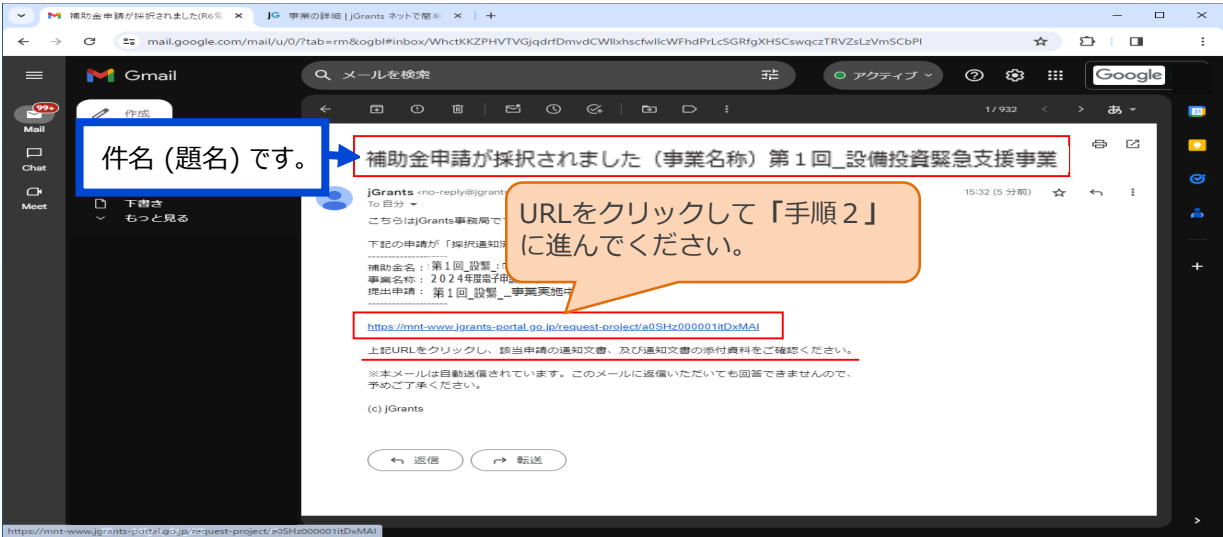 補助金申請が採択されました(R6
事業の詳細 | jGrants ネットで簡
mail.google.com/mail/u/0/?tab=rm&ogbl#inbox/WhctKKZPHVTVGjqdrfDmvdCWllxhscfwllcWFhdPrLcSGRfgXHSCswqczTRVZsLzVmSCbPl
Gmail
メールを検索
アクティブ
Google
99+
作成
1/932
あ
31
Mail
Chat
Meet
件名 (題名) です。
補助金申請が採択されました（事業名称）第１回_設備投資緊急支援事業
下書き
もっと見る
jGrants <no-reply@jgrant
15:32 (5 分前)
To 自分
URLをクリックして「手順２」
に進んでください。
こちらはjGrants事務局で
下記の申請が「採択通知済
--------------------
補助金名：第１回_設緊_
事業名称：２０２４年度電子申
提出申請： 第１回_設緊_ 事業実施中
--------------------
https://mnt-www.jgrants-portal.go.jp/request-project/a0SHz000001itDxMAI
上記URLをクリックし、該当申請の通知文書、及び通知文書の添付資料をご確認ください。
※本メールは自動送信されています。このメールに返信いただいても回答できませんので、
予めご了承ください。
(c) jGrants
返信
転送
https://mnt-www.jgrants-portal.go.jp/request-project/a0SHz000001itDxMAI